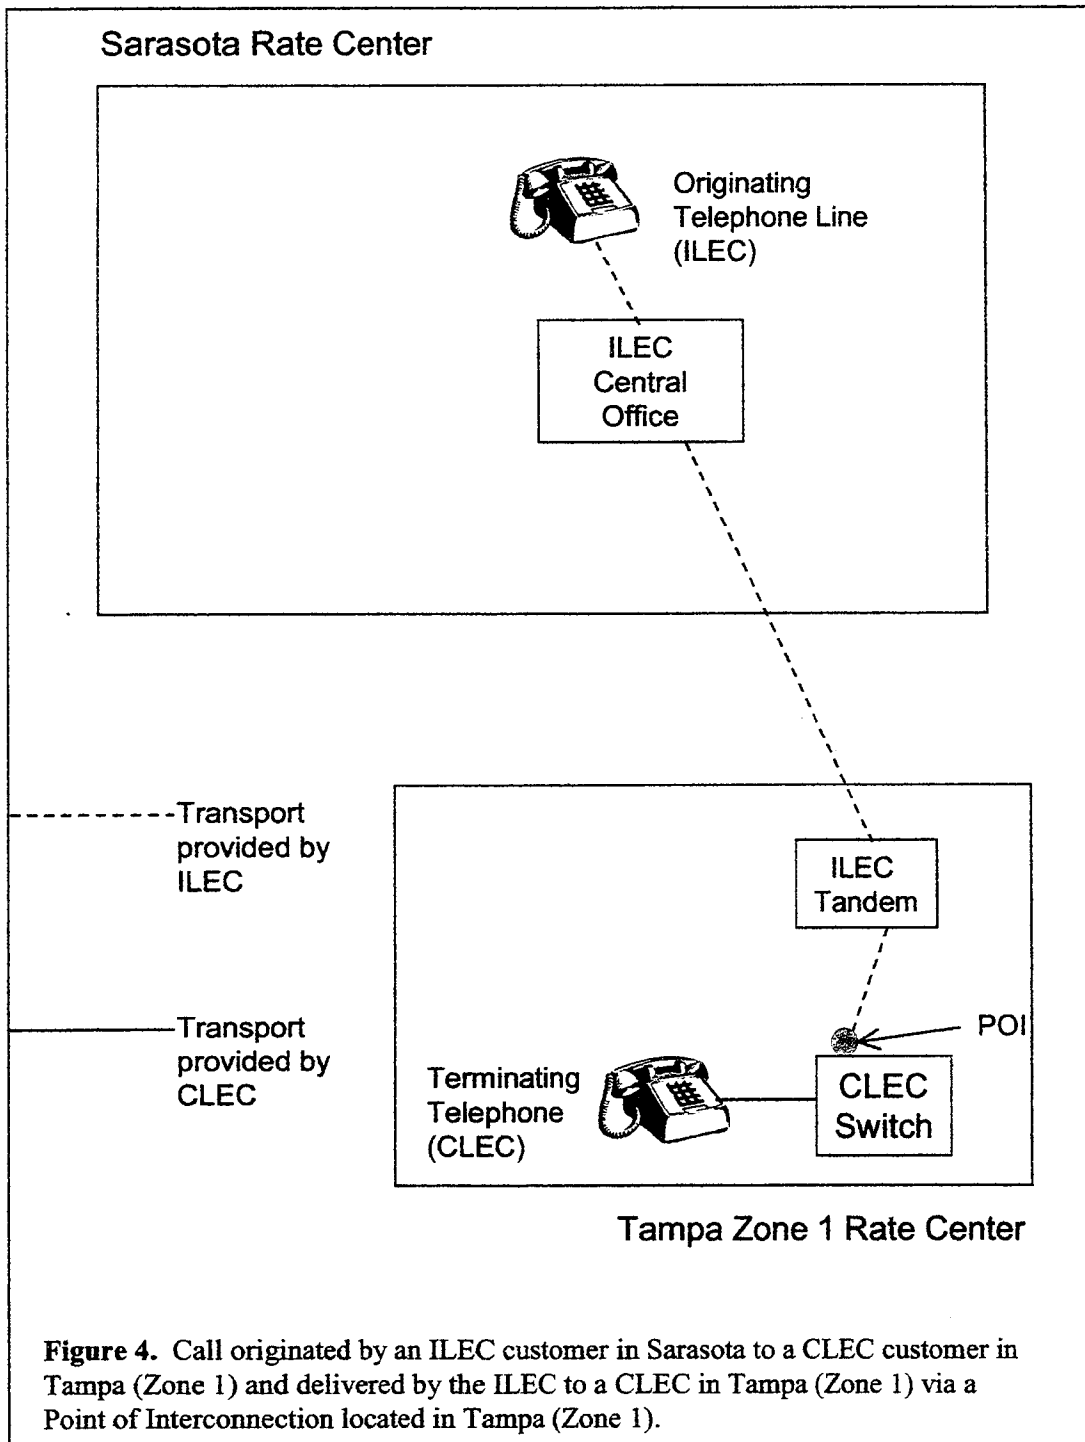 Sarasota Rate Center
Originating
Telephone Line
(ILEC)
ILEC
Central
Office
Transport
provided by
ILEC
ILEC
Tandem
Transport
provided by
CLEC
POI
Terminating
Telephone
(CLEC)
CLEC
Switch
Tampa Zone 1 Rate Center
Figure 4. Call originated by an ILEC customer in Sarasota to a CLEC customer in
Tampa (Zone 1) and delivered by the ILEC to a CLEC in Tampa (Zone 1) via a
Point of Interconnection located in Tampa (Zone 1).